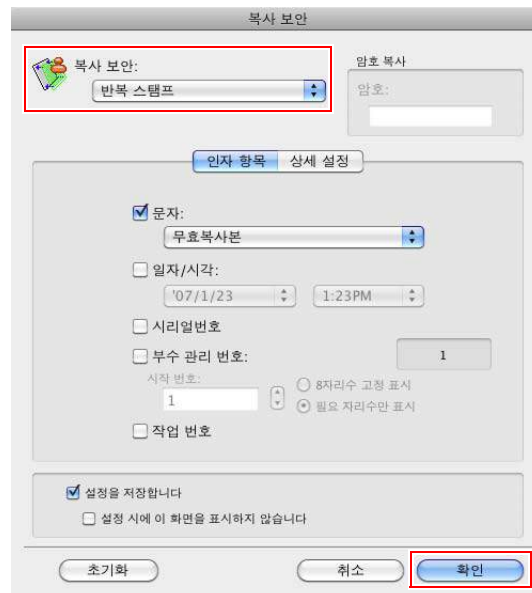 복사 보안
복사 보안:
반복 스탬프
암호 복사
암호:
인자 항목 상세 설정
문자:
무효복사본
일자/시각:
'07/1/23 1:23PM
시리얼번호
부수 관리 번호: 1
시작 번호:
1
8자리수 고정 표시
필요 자리수만 표시
작업 번호
설정을 저장합니다
설정 시에 이 화면을 표시하지 않습니다
초기화 취소 확인